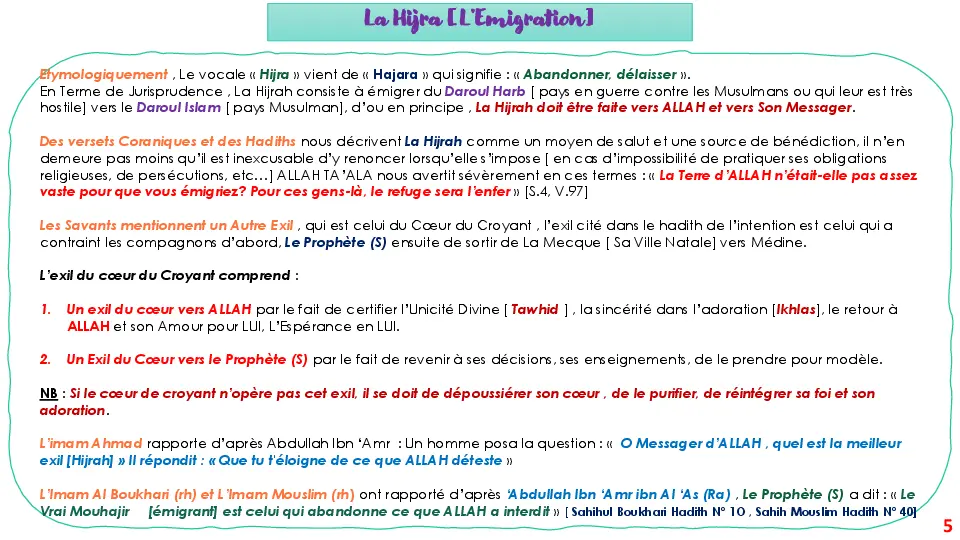 La Hijra [L'Emigration]
Etymologiquement , Le vocale « Hijra » vient de « Hajara » qui signifie : « Abandonner, délaisser ».
En Terme de Jurisprudence , La Hijrah consiste à émigrer du Daroul Harb [ pays en guerre contre les Musulmans ou qui leur est très
hostile] vers le Daroul Islam [ pays Musulman], d'ou en principe , La Hijrah doit être faite vers ALLAH et vers Son Messager.
Des versets Coraniques et des Hadiths nous décrivent La Hijrah comme un moyen de salut et une source de bénédiction, il n'en
demeure pas moins qu'il est inexcusable d'y renoncer lorsqu'elle s'impose [ en cas d'impossibilité de pratiquer ses obligations
religieuses, de persécutions, etc…] ALLAH TA'ALA nous avertit sévèrement en ces termes : « La Terre d'ALLAH n'était-elle pas assez
vaste pour que vous émigriez? Pour ces gens-là, le refuge sera l'enfer » [S.4, V.97]
Les Savants mentionnent un Autre Exil , qui est celui du Cœur du Croyant , l'exil cité dans le hadith de l'intention est celui qui a
contraint les compagnons d'abord, Le Prophète (S) ensuite de sortir de La Mecque [ Sa Ville Natale] vers Médine.
L'exil du cœur du Croyant comprend :
1. Un exil du cœur vers ALLAH par le fait de certifier l'Unicité Divine [ Tawhid ] , la sincérité dans l'adoration [Ikhlas], le retour à
ALLAH et son Amour pour LUI, L'Espérance en LUI.
2. Un Exil du Cœur vers le Prophète (S) par le fait de revenir à ses décisions, ses enseignements, de le prendre pour modèle.
NB : Si le cœur de croyant n'opère pas cet exil, il se doit de dépoussiérer son cœur , de le purifier, de réintégrer sa foi et son
adoration.
L'imam Ahmad rapporte d'après Abdullah Ibn 'Amr : Un homme posa la question : « O Messager d'ALLAH , quel est la meilleur
exil [Hijrah] » Il répondit : « Que tu t'éloigne de ce que ALLAH déteste »
L'Imam Al Boukhari (rh) et L'Imam Mouslim (rh) ont rapporté d'après 'Abdullah Ibn 'Amr ibn Al 'As (Ra) , Le Prophète (S) a dit : « Le
Vrai Mouhajir [émigrant] est celui qui abandonne ce que ALLAH a interdit » [ Sahihul Boukhari Hadith N° 10 , Sahih Mouslim Hadith N° 40]
5